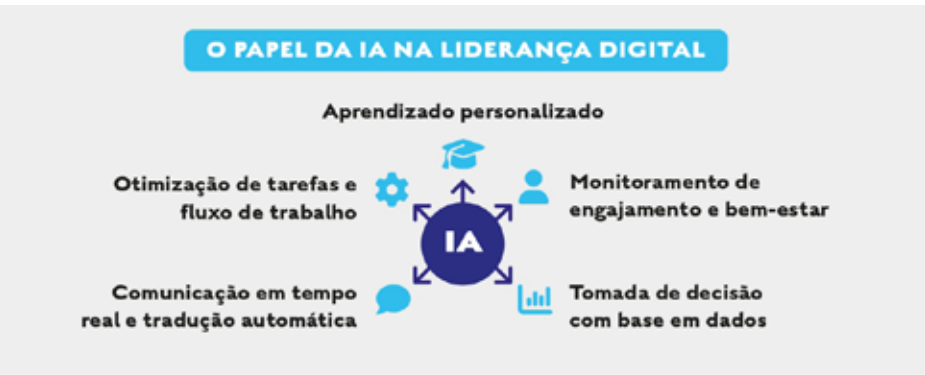 O PAPEL DA IA NA LIDERANÇA DIGITAL
Aprendizado personalizado
Otimização de tarefas e
fluxo de trabalho
Monitoramento de
engajamento e bem-estar
IA
Comunicação em tempo
real e tradução automática
Tomada de decisão
com base em dados